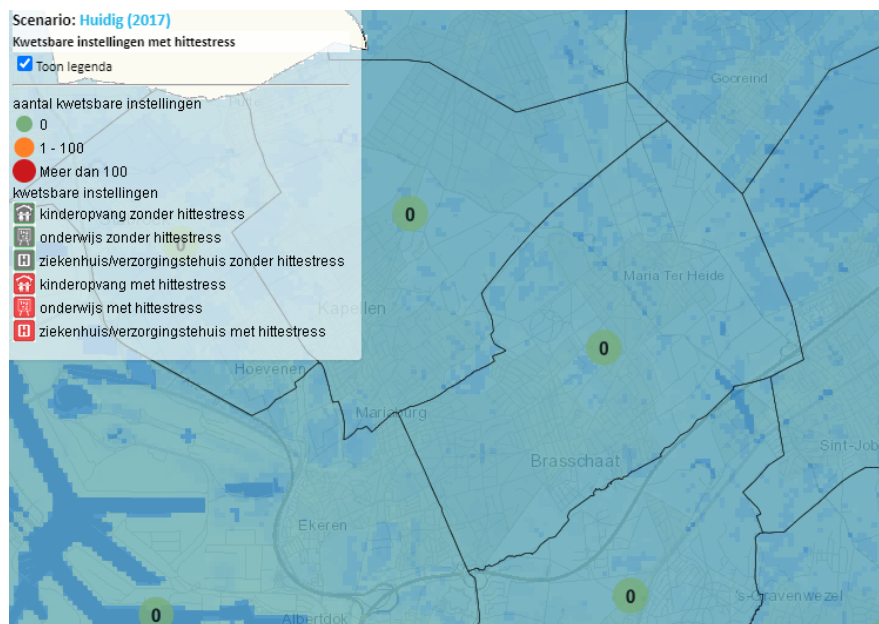 Scenario: Huidig (2017)
Kwetsbare instellingen met hittestress
Toon legenda
aantal kwetsbare instellingen
0
1 - 100
Meer dan 100
kwetsbare instellingen
kinderopvang zonder hittestress
onderwijs zonder hittestress
H ziekenhuis/verzorgingstehuis zonder hittestress
kinderopvang met hittestress
onderwijs met hittestress
H ziekenhuis/verzorgingstehuis met hittestress
Gooreind
0
0
Maria Ter Heide
Kapellen
0
Hoevenen
Mariaburg
Brasschaat
Sint-Job
Ekeren
0
's-Gravenwezel
0
Albertdok